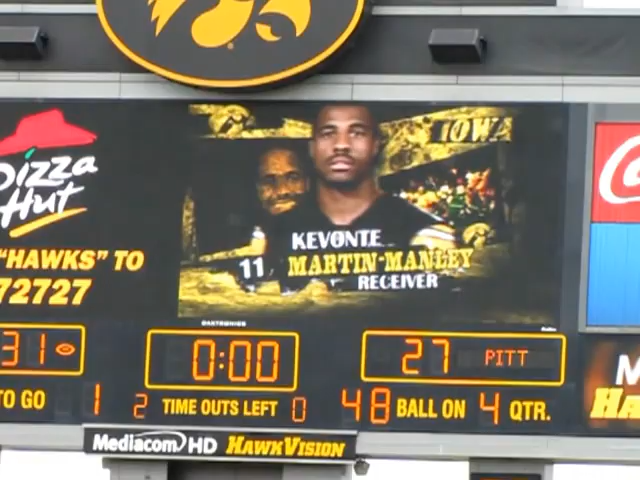 IOWA
Pizza
Hut
"HAWKS" TO
72727
KEVONTE
11 MARTIN-MANLEY
RECEIVER
DAKTRONICS
31 0:00 27 PITT
TO GO 1 2 TIME OUTS LEFT 0 48 BALL ON 4 QTR.
Mediacom HD HAWKVISION